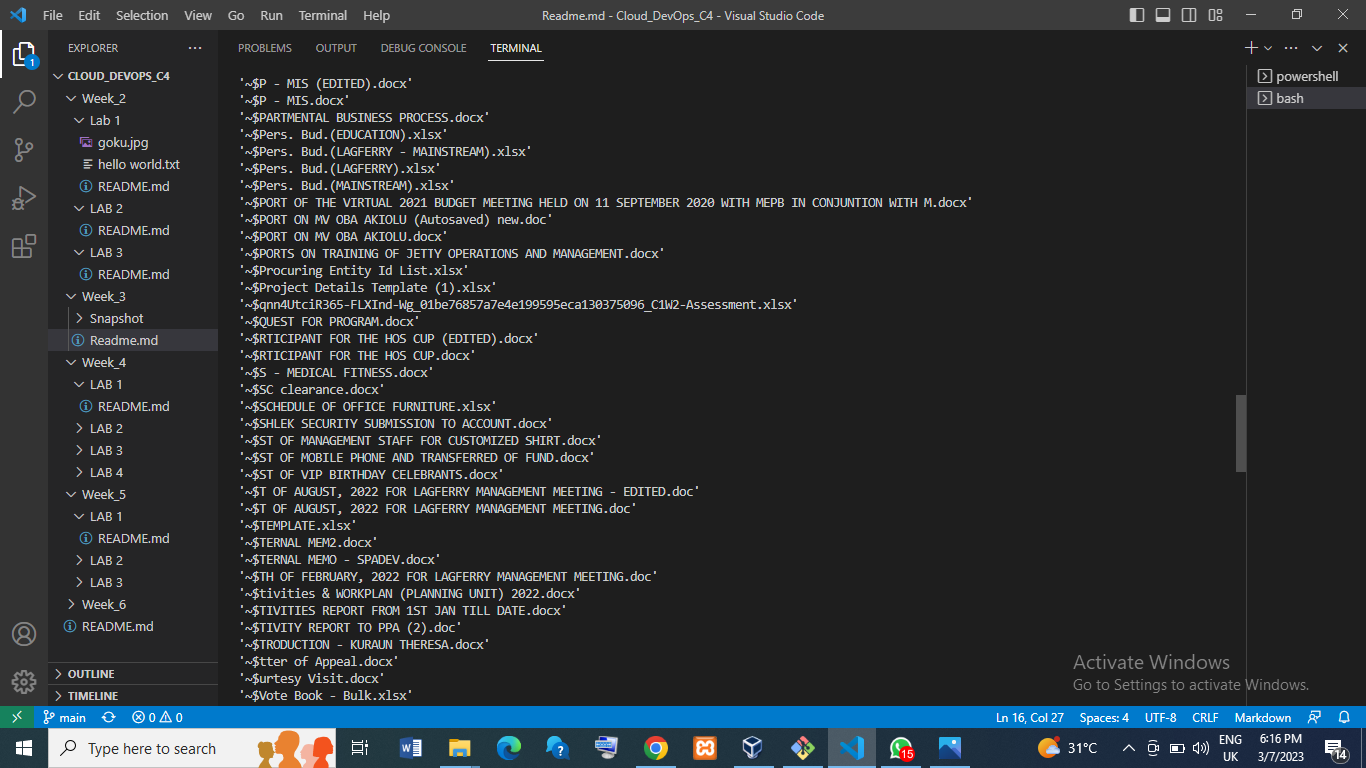 File Edit Selection View Go Run Terminal Help Readme.md - Cloud_DevOps_C4 - Visual Studio Code
EXPLORER
1
CLOUD_DEVOPS_C4
Week_2
Lab 1
goku.jpg
hello world.txt
README.md
LAB 2
README.md
LAB 3
README.md
Week_3
Snapshot
Readme.md
Week_4
LAB 1
README.md
LAB 2
LAB 3
LAB 4
Week_5
LAB 1
README.md
LAB 2
LAB 3
Week_6
README.md
OUTLINE
TIMELINE
PROBLEMS OUTPUT DEBUG CONSOLE TERMINAL
'~$P - MIS (EDITED).docx'
'~$P - MIS.docx'
'~$PARTMENTAL BUSINESS PROCESS.docx'
'~$Pers. Bud.(EDUCATION).xlsx'
'~$Pers. Bud.(LAGFERRY - MAINSTREAM).xlsx'
'~$Pers. Bud.(LAGFERRY).xlsx'
'~$Pers. Bud.(MAINSTREAM).xlsx'
'~$PORT OF THE VIRTUAL 2021 BUDGET MEETING HELD ON 11 SEPTEMBER 2020 WITH MEPB IN CONJUNTION WITH M.docx'
'~$PORT ON MV OBA AKIOLU (Autosaved) new.doc'
'~$PORT ON MV OBA AKIOLU.docx'
'~$PORTS ON TRAINING OF JETTY OPERATIONS AND MANAGEMENT.docx'
'~$Procuring Entity Id List.xlsx'
'~$Project Details Template (1).xlsx'
'~$qnn4UtciR365-FLXInd-Wg_01be76857a7e4e199595eca130375096_C1W2-Assessment.xlsx'
'~$QUEST FOR PROGRAM.docx'
'~$RTICIPANT FOR THE HOS CUP (EDITED).docx'
'~$RTICIPANT FOR THE HOS CUP.docx'
'~$S - MEDICAL FITNESS.docx'
'~$SC clearance.docx'
'~$SCHEDULE OF OFFICE FURNITURE.xlsx'
'~$SHLEK SECURITY SUBMISSION TO ACCOUNT.docx'
'~$ST OF MANAGEMENT STAFF FOR CUSTOMIZED SHIRT.docx'
'~$ST OF MOBILE PHONE AND TRANSFERRED OF FUND.docx'
'~$ST OF VIP BIRTHDAY CELEBRANTS.docx'
'~$T OF AUGUST, 2022 FOR LAGFERRY MANAGEMENT MEETING - EDITED.doc'
'~$T OF AUGUST, 2022 FOR LAGFERRY MANAGEMENT MEETING.doc'
'~$TEMPLATE.xlsx'
'~$TERNAL MEM2.docx'
'~$TERNAL MEMO - SPADEV.docx'
'~$TH OF FEBRUARY, 2022 FOR LAGFERRY MANAGEMENT MEETING.doc'
'~$tivities & WORKPLAN (PLANNING UNIT) 2022.docx'
'~$TIVITIES REPORT FROM 1ST JAN TILL DATE.docx'
'~$TIVITY REPORT TO PPA (2).doc'
'~$TRODUCTION - KURAUN THERESA.docx'
'~$tter of Appeal.docx'
'~$urtesy Visit.docx'
'~$Vote Book - Bulk.xlsx'
powershell
bash
Activate Windows
Go to Settings to activate Windows.
main 0 0 Ln 16, Col 27 Spaces: 4 UTF-8 CRLF Markdown
Type here to search 15 31°C ENG 6:16 PM
UK 3/7/2023 14